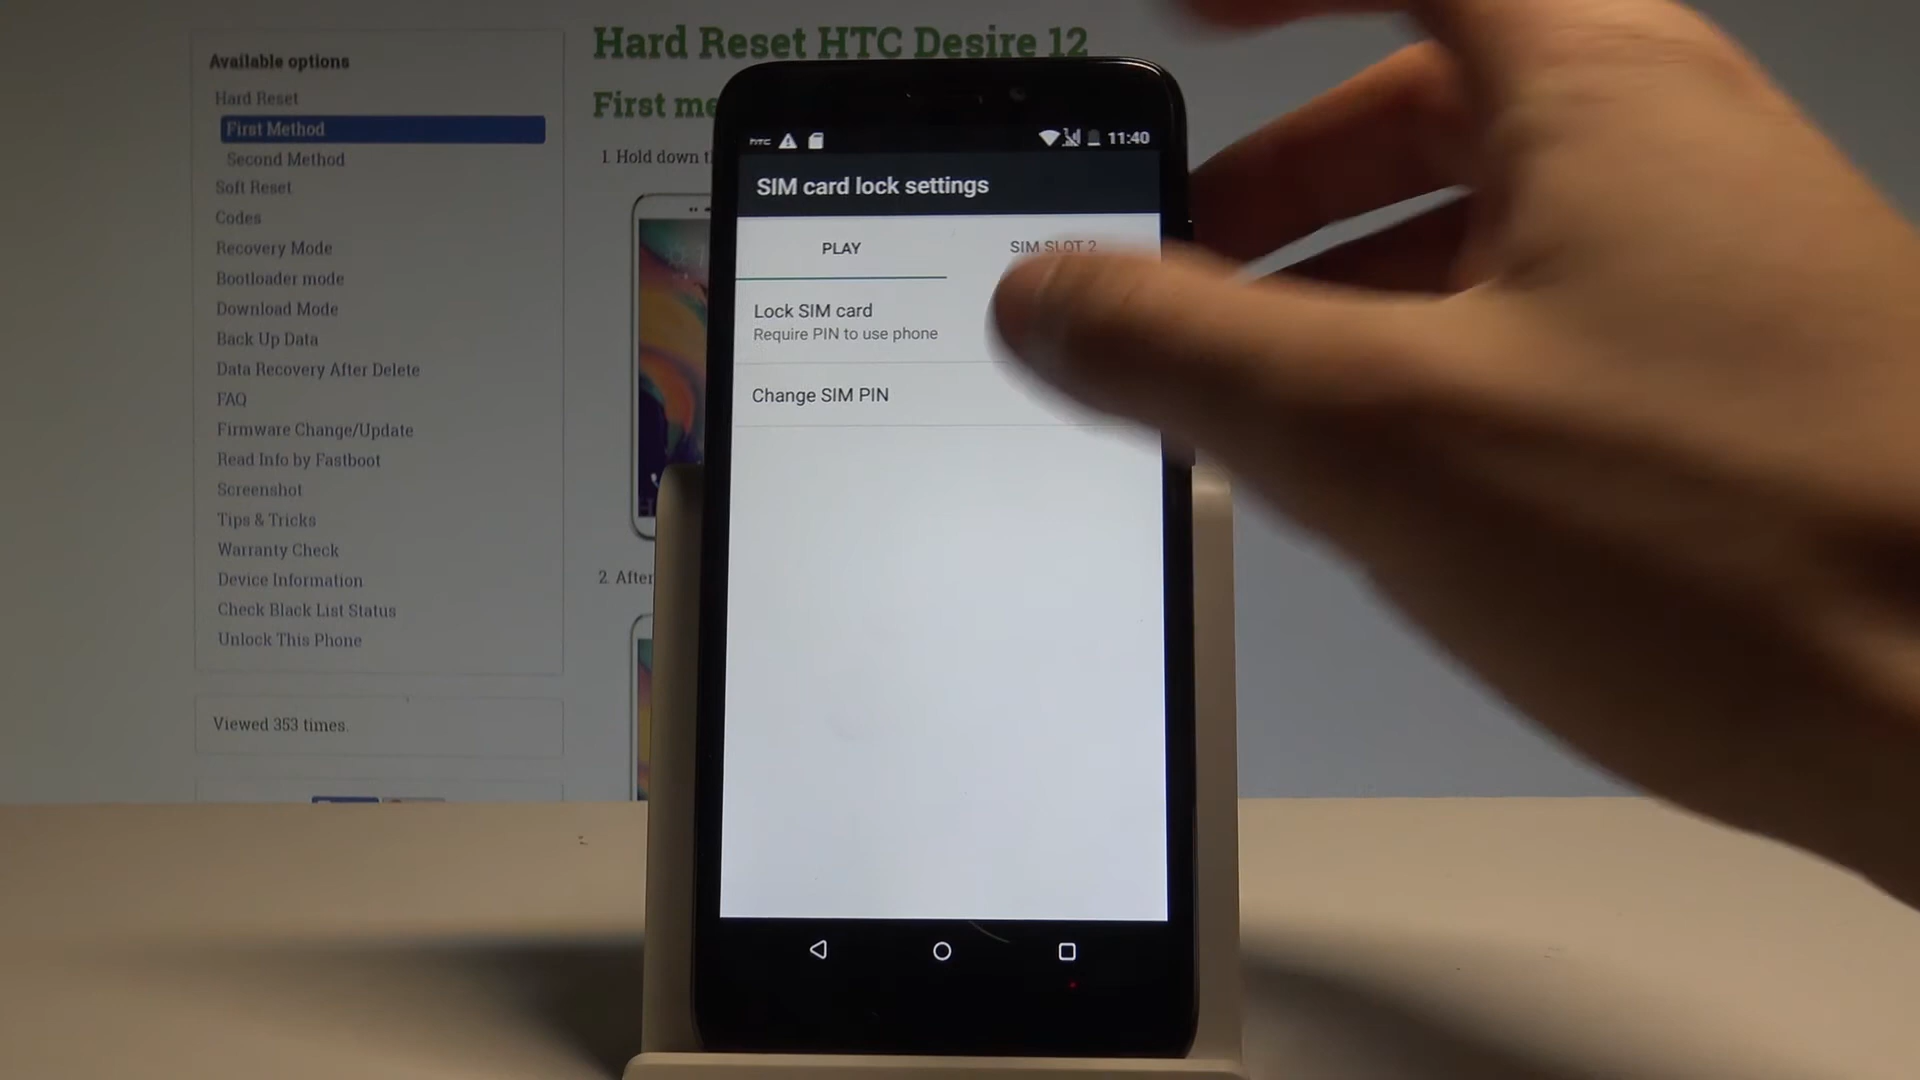 Available options
Hard Reset
First Method
Second Method
Soft Reset
Codes
Recovery Mode
Bootloader mode
Download Mode
Back Up Data
Data Recovery After Delete
FAQ
Firmware Change/Update
Read Info by Fastboot
Screenshot
Tips & Tricks
Warranty Check
Device Information
Check Black List Status
Unlock This Phone
Viewed 353 times.
Hard Reset HTC Desire 12
First me
1. Hold down t
2. After
htc
11:40
SIM card lock settings
PLAY
SIM SLOT 2
Lock SIM card
Require PIN to use phone
Change SIM PIN